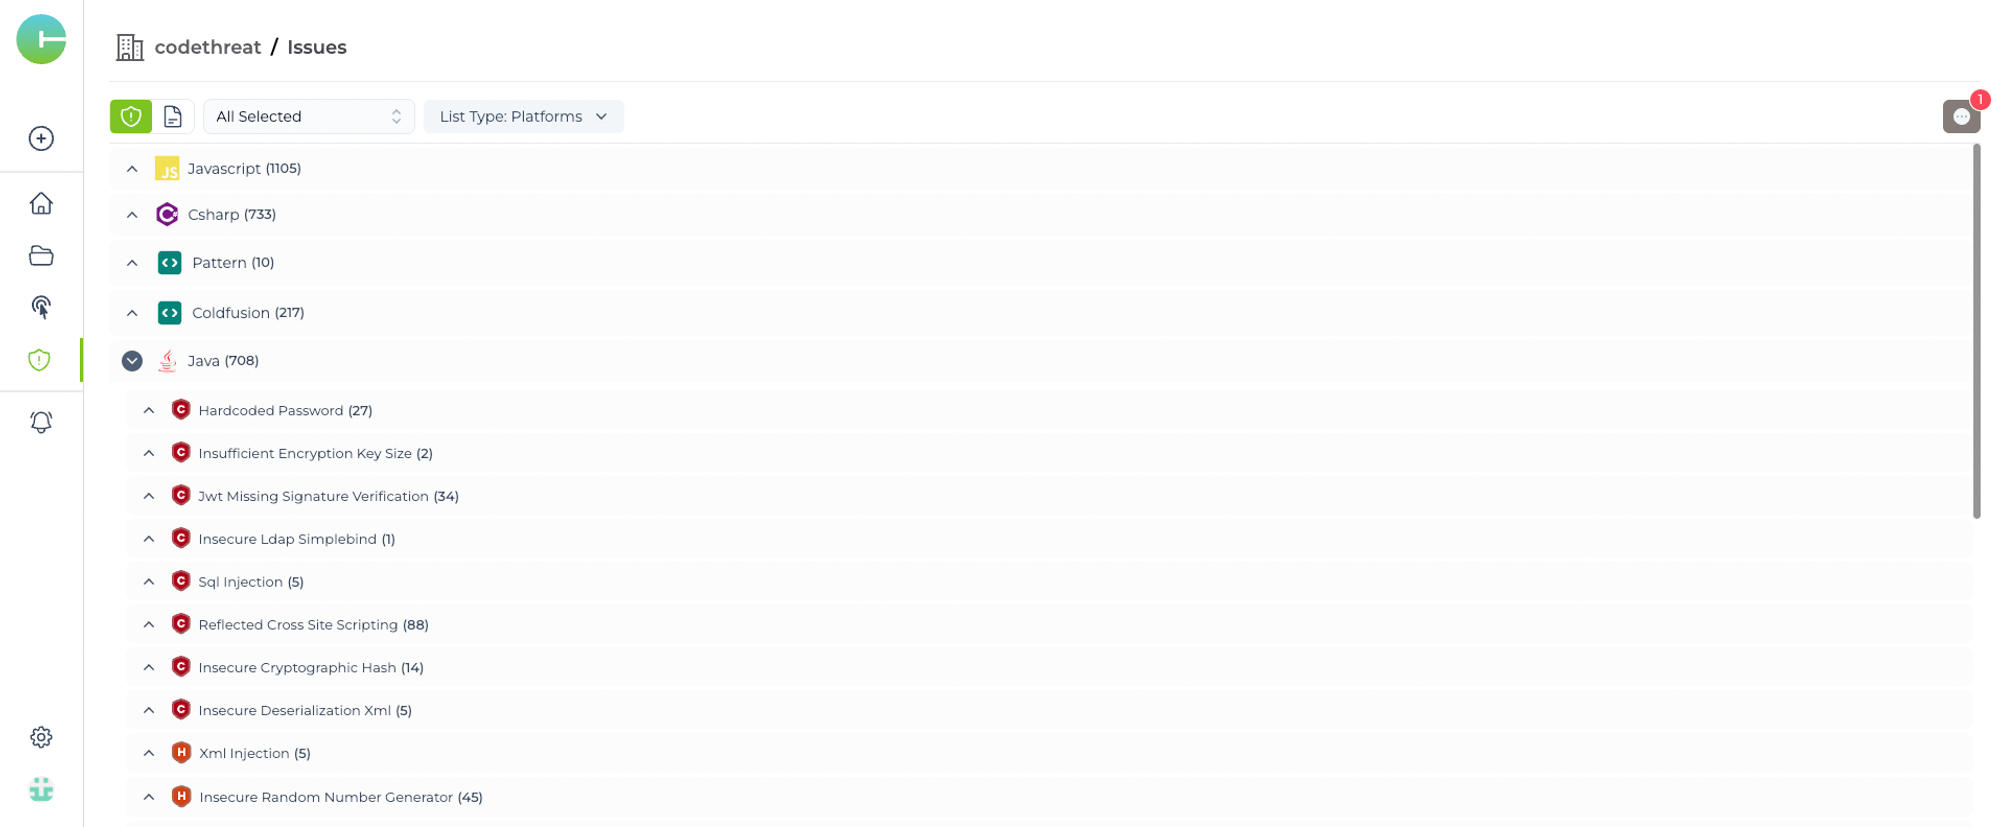 codethreat / Issues
All Selected
List Type: Platforms
1
JS Javascript (1105)
C# Csharp (733)
Pattern (10)
Coldfusion (217)
Java (708)
C Hardcoded Password (27)
C Insufficient Encryption Key Size (2)
C Jwt Missing Signature Verification (34)
C Insecure Ldap Simplebind (1)
C Sql Injection (5)
C Reflected Cross Site Scripting (88)
C Insecure Cryptographic Hash (14)
C Insecure Deserialization Xml (5)
H Xml Injection (5)
H Insecure Random Number Generator (45)